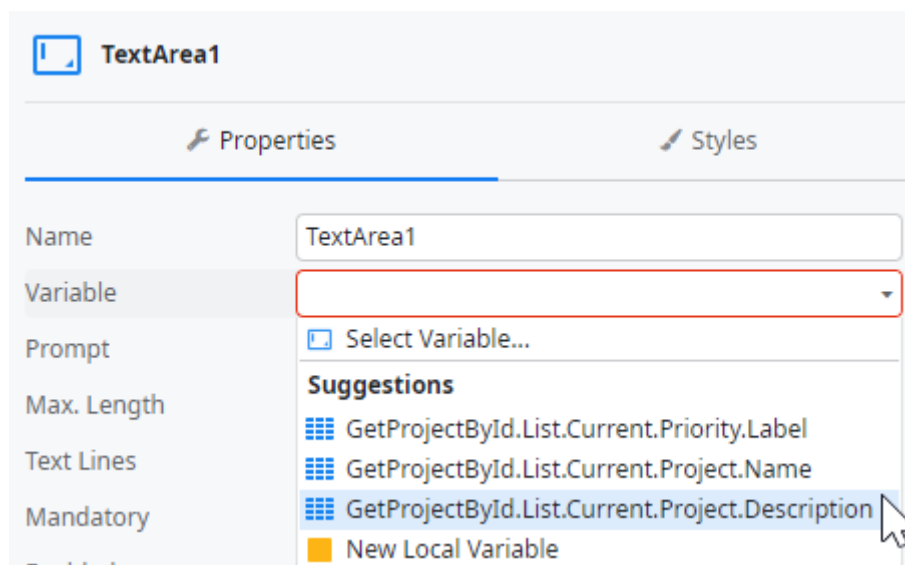 TextArea1
Properties
Styles
Name
TextArea1
Variable
Prompt
Select Variable...
Suggestions
Max. Length
GetProjectById.List.Current.Priority.Label
Text Lines
GetProjectById.List.Current.Project.Name
Mandatory
GetProjectById.List.Current.Project.Description
New Local Variable